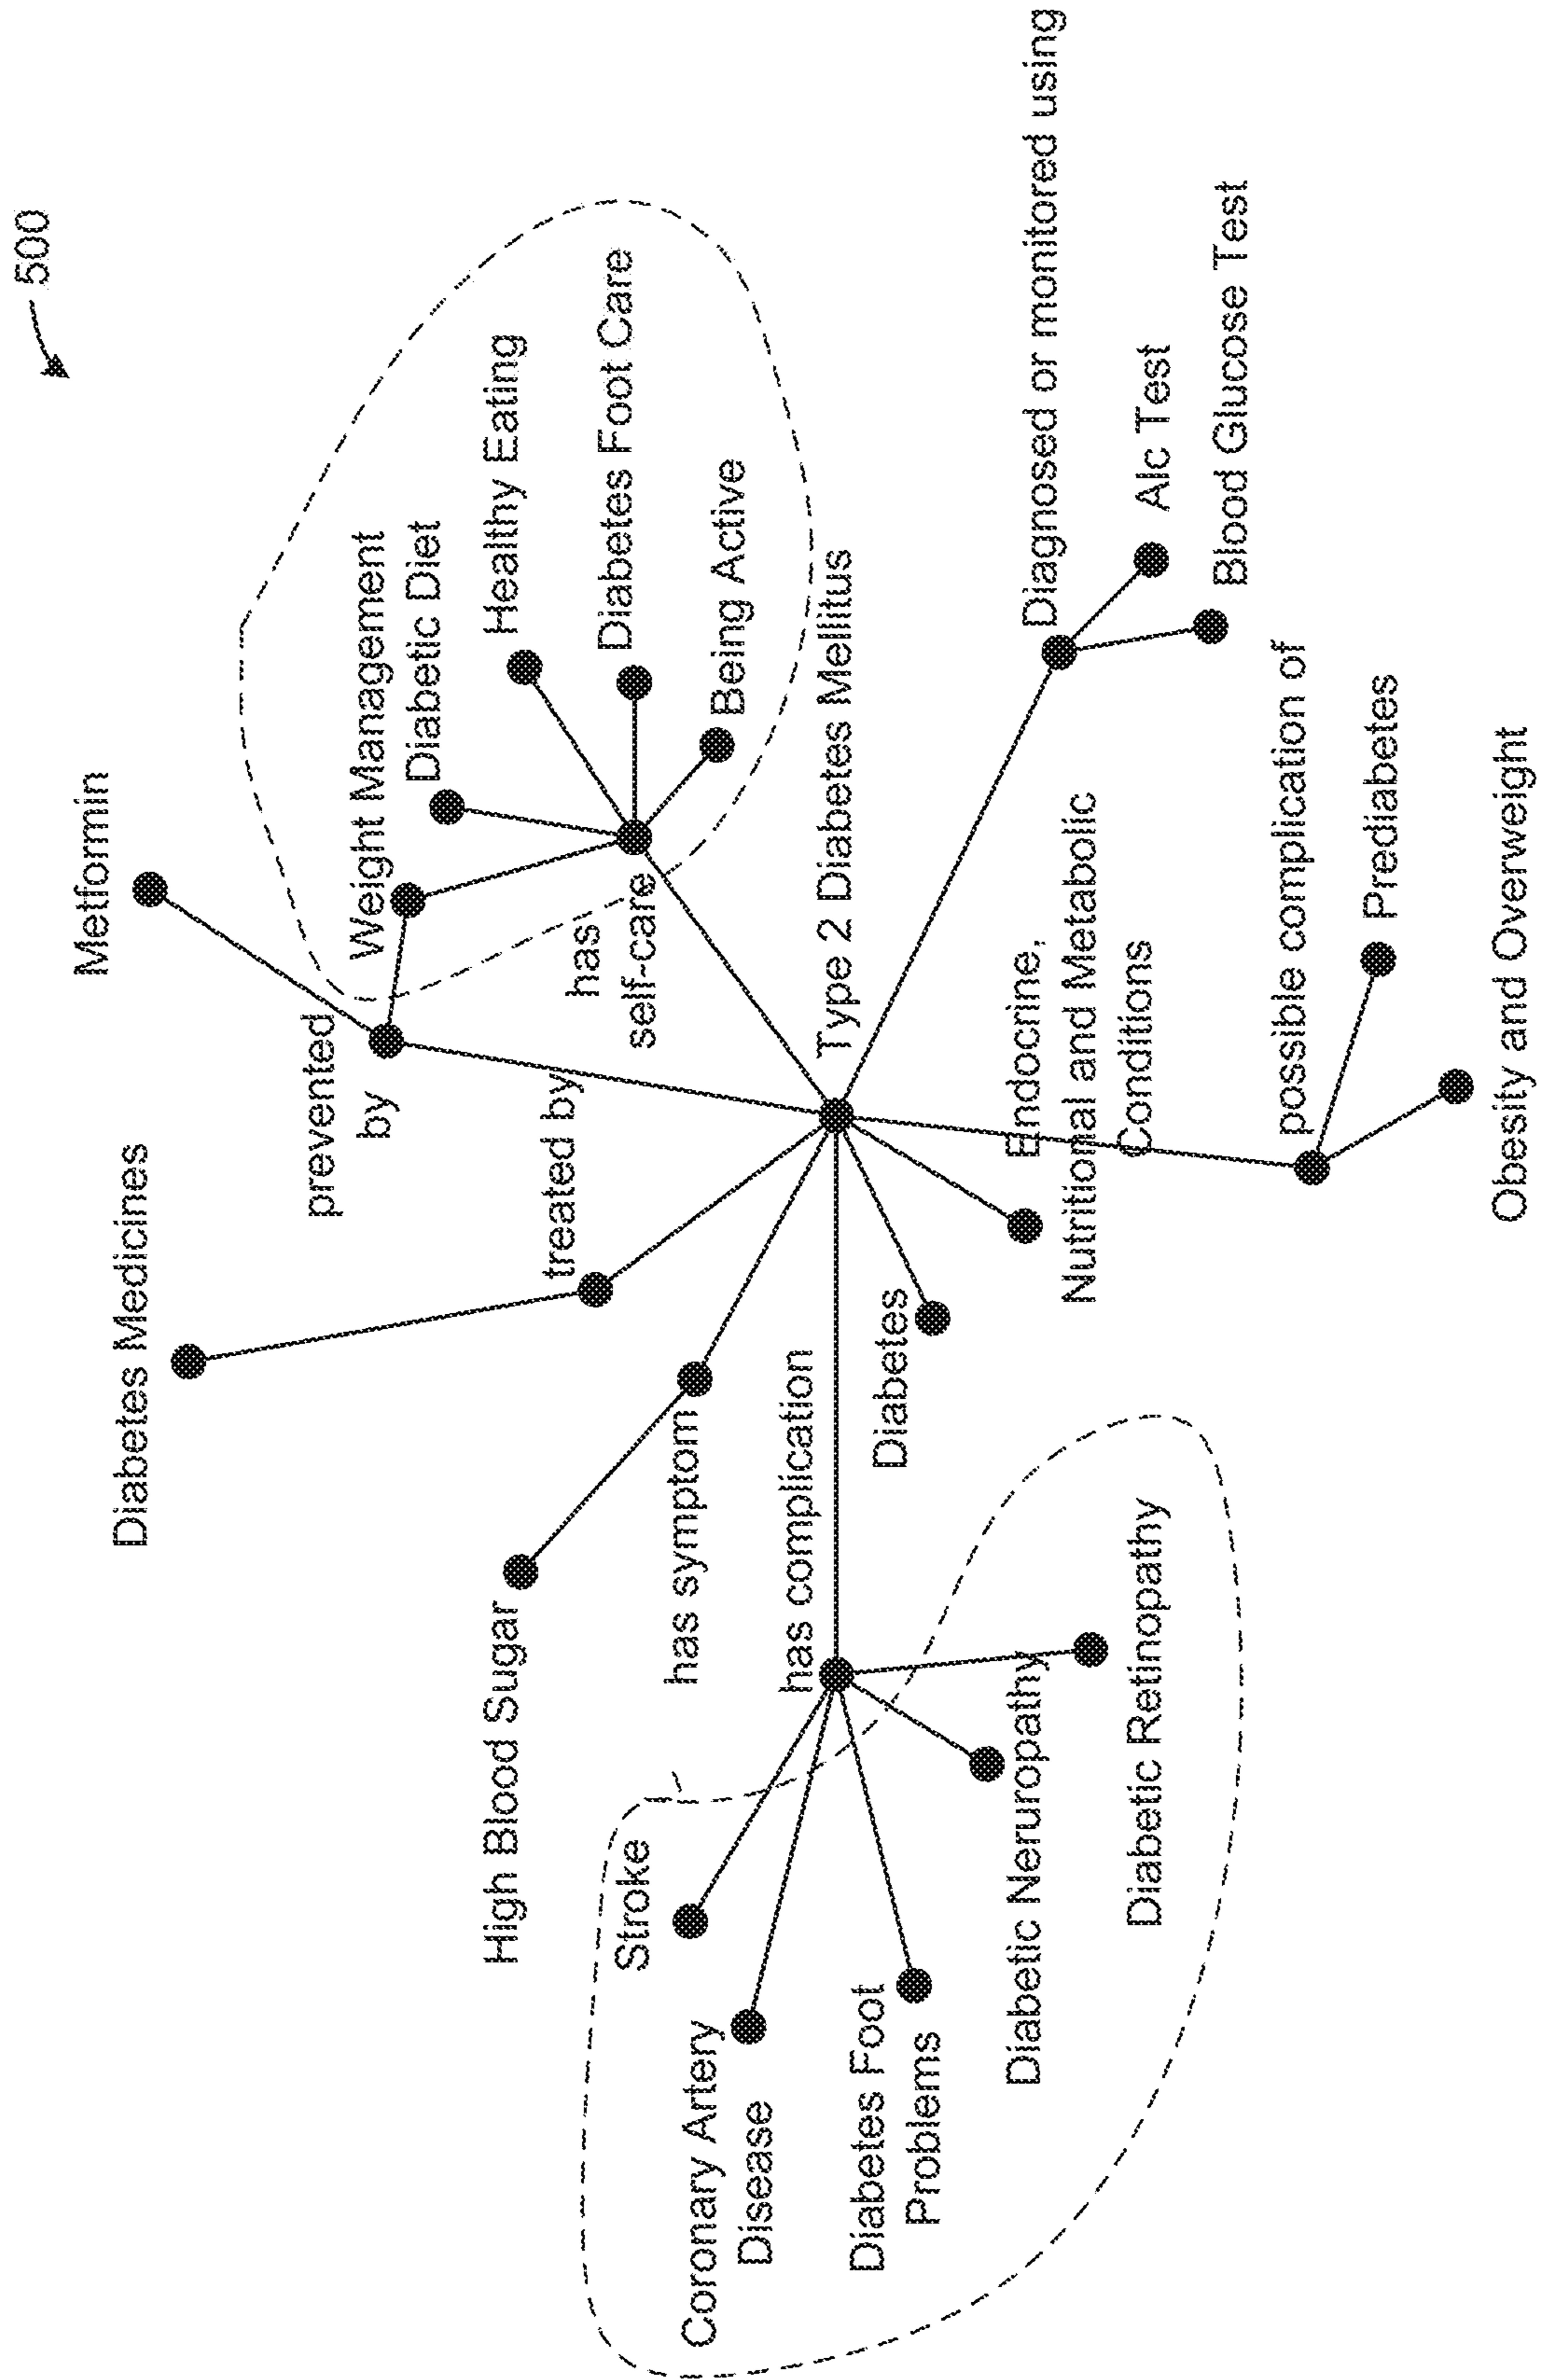 500
Metformin
Diabetes Medicines
prevented
by
Weight Management
Diabetic Diet
Healthy Eating
treated by
has
self-care
Diabetes Foot Care
High Blood Sugar
Being Active
has symptom
Stroke
Type 2 Diabetes Mellitus
has complication
Coronary Artery
Disease
Diabetes
Diabetes Foot
Problems
Endocrine,
Nutritional and Metabolic
Conditions
Diagnosed or monitored using
Diabetic Neruropathy
Alc Test
Diabetic Retinopathy
Blood Glucose Test
possible complication of
Prediabetes
Obesity and Overweight